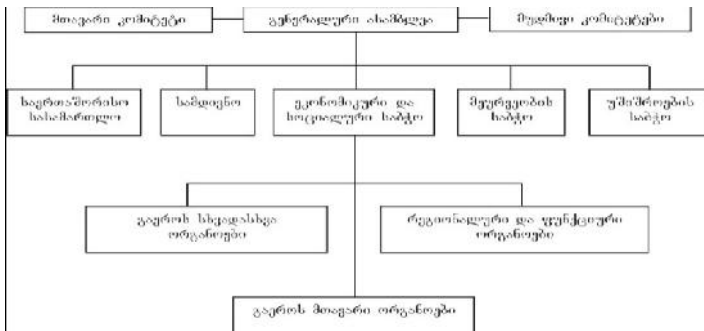 მთავარი კომიტეტი
გენერალური ასამბლეა
მუდმივი კომიტეტები
საერთაშორისო
სასამართლო
სამდივნო
ეკონომიკური და
სოციალური საბჭო
მეურვეობის
საბჭო
უშიშროების
საბჭო
გაეროს სხვადასხვა
ორგანოები
რეგიონალური და ფუნქციური
ორგანოები
გაეროს მთავარი ორგანოები